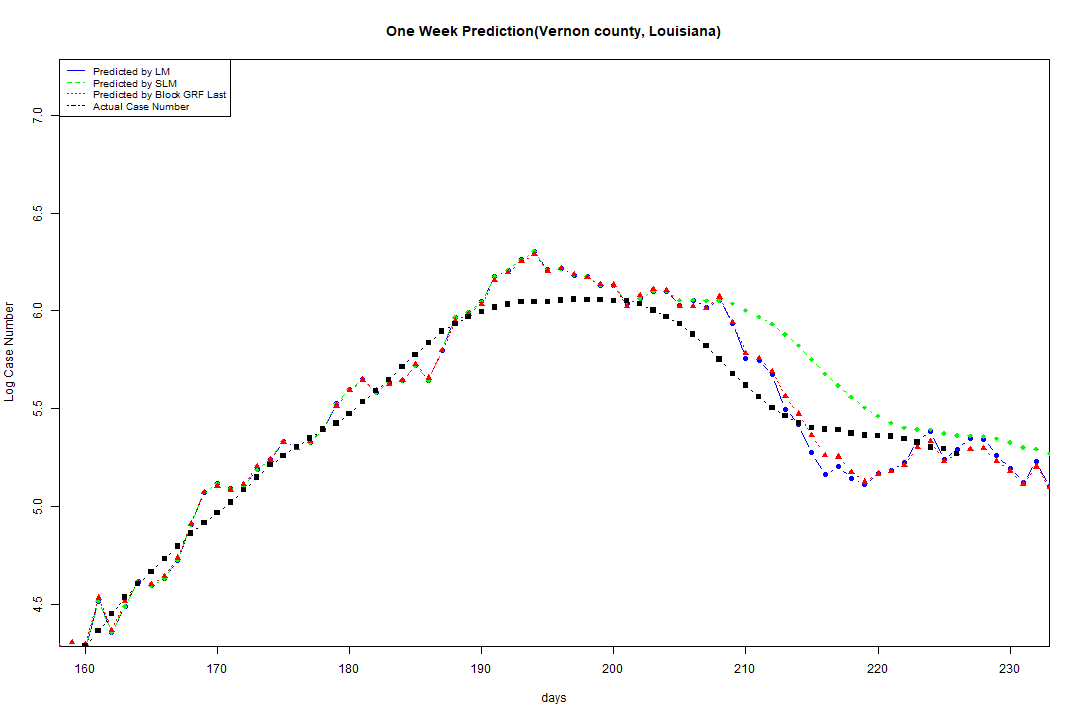 One Week Prediction(Vernon county, Louisiana)
Predicted by LM
Predicted by SLM
Predicted by Block GRF Last
Actual Case Number
7.0
6.5
6.0
5.5
5.0
4.5
Log Case Number
160 170 180 190 200 210 220 230
days